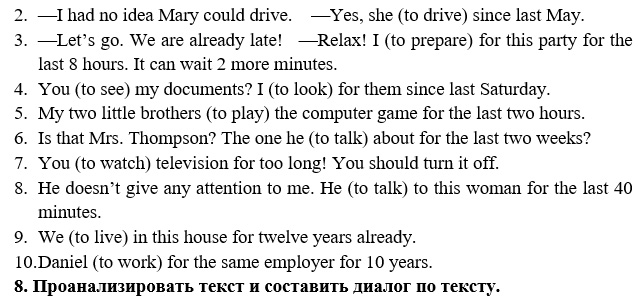 2. —I had no idea Mary could drive. —Yes, she (to drive) since last May.
3. —Let’s go. We are already late! —Relax! I (to prepare) for this party for the
last 8 hours. It can wait 2 more minutes.
4. You (to see) my documents? I (to look) for them since last Saturday.
5. My two little brothers (to play) the computer game for the last two hours.
6. Is that Mrs. Thompson? The one he (to talk) about for the last two weeks?
7. You (to watch) television for too long! You should turn it off.
8. He doesn’t give any attention to me. He (to talk) to this woman for the last 40
minutes.
9. We (to live) in this house for twelve years already.
10.Daniel (to work) for the same employer for 10 years.
8. Проанализировать текст и составить диалог по тексту.